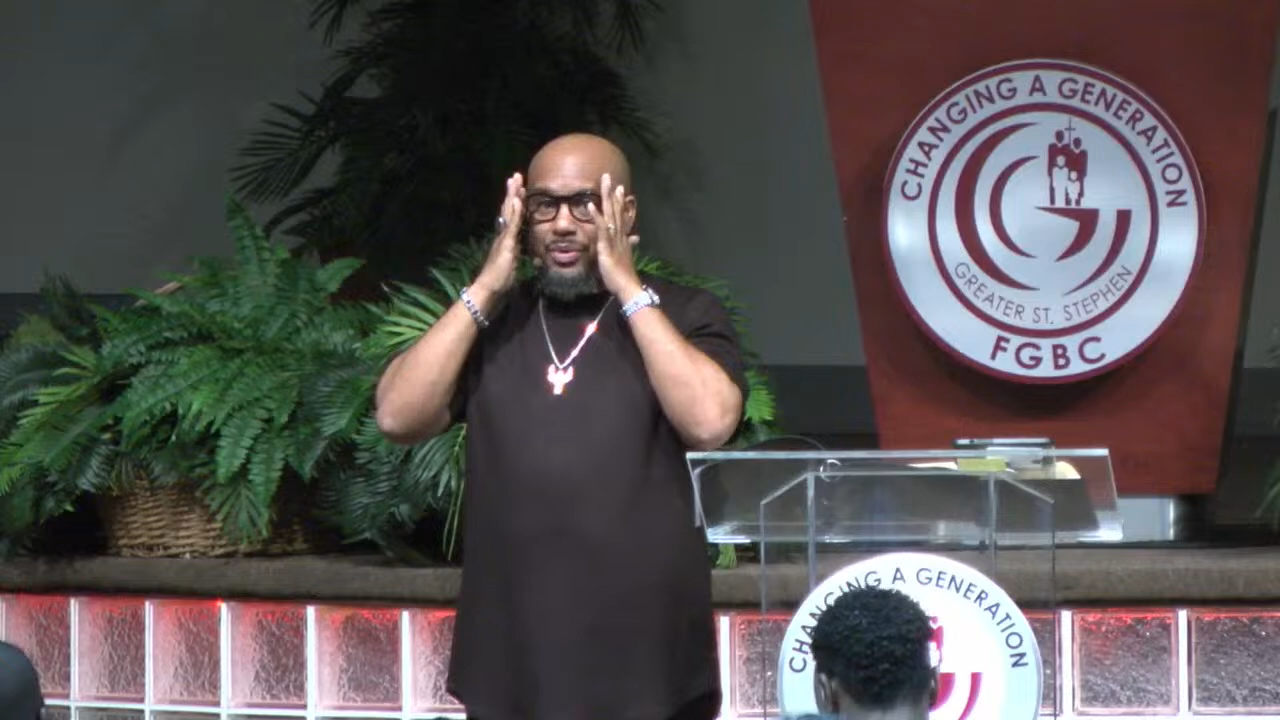 CHANGING A GENERATION
GREATER ST. STEPHEN
FGBC
CHANGING A GENERATION